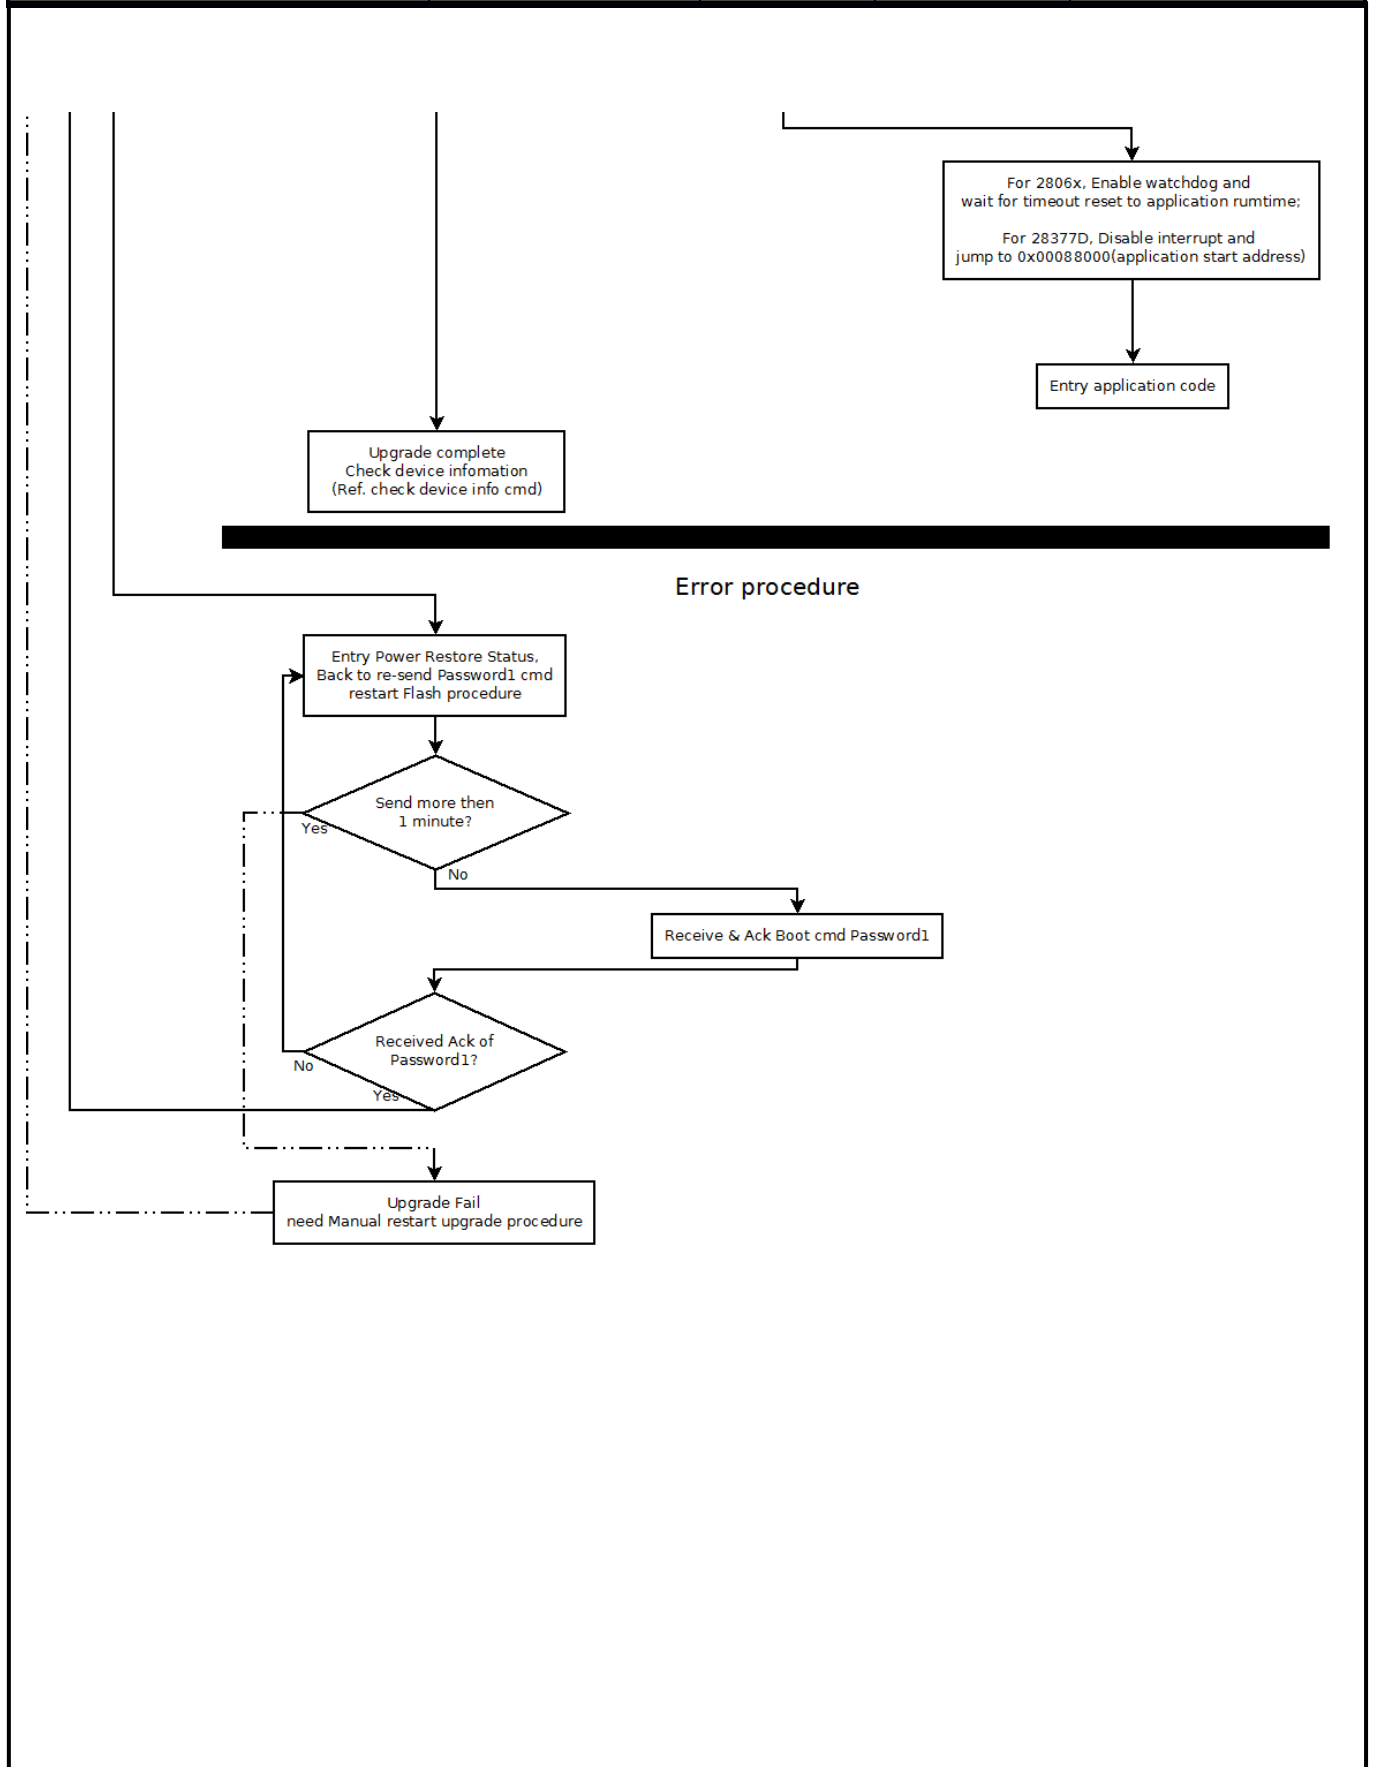 For 2806x, Enable watchdog and
wait for timeout reset to application rumtime;
For 28377D, Disable interrupt and
jump to 0x00088000(application start address)
Entry application code
Upgrade complete
Check device infomation
(Ref. check device info cmd)
Error procedure
Entry Power Restore Status,
Back to re-send Password1 cmd
restart Flash procedure
Send more then
1 minute?
Yes
No
Receive & Ack Boot cmd Password1
Received Ack of
Password1?
No
Yes
Upgrade Fail
need Manual restart upgrade procedure